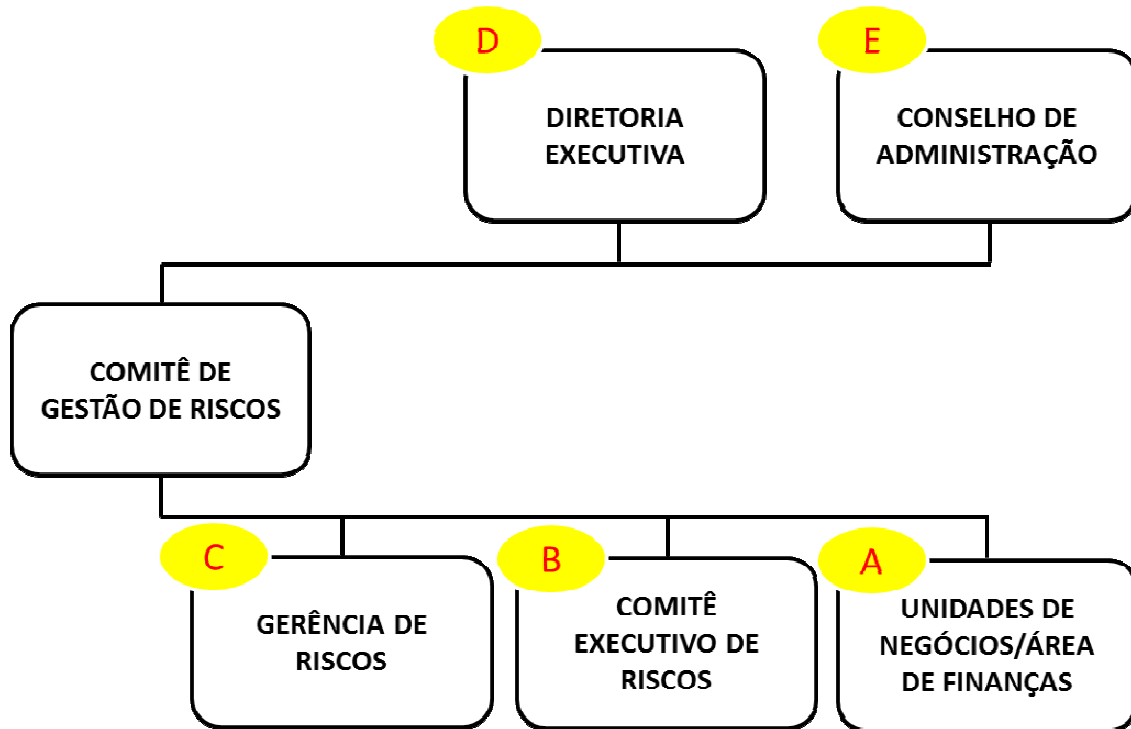 D
DIRETORIA
EXECUTIVA
E
CONSELHO DE
ADMINISTRAÇÃO
COMITÊ DE
GESTÃO DE RISCOS
C
GERÊNCIA DE
RISCOS
B
COMITÊ
EXECUTIVO DE
RISCOS
A
UNIDADES DE
NEGÓCIOS/ÁREA
DE FINANÇAS